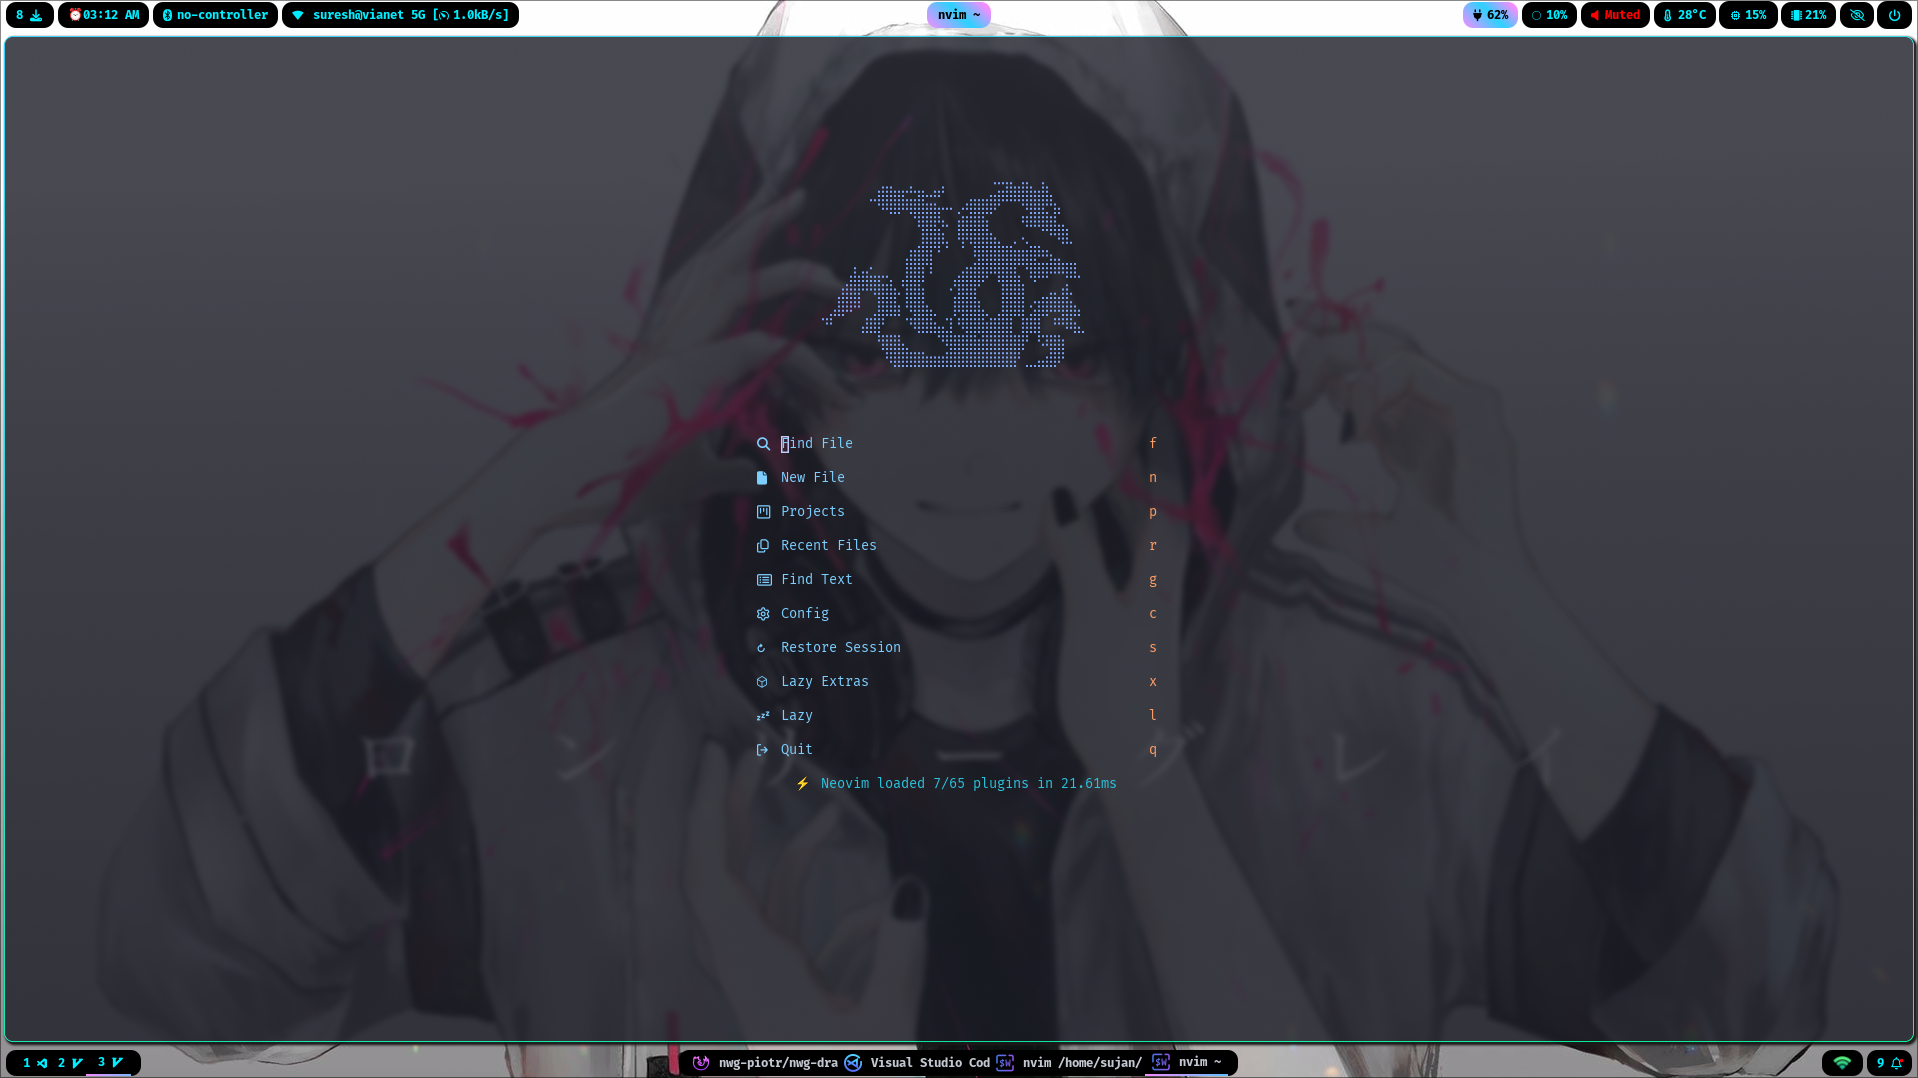 8
03:12 AM
no-controller
suresh@vianet 5G [1.0kB/s]
nvim ~
62%
10%
Muted
28°C
15%
21%
Find File f
New File n
Projects p
Recent Files r
Find Text g
Config c
Restore Session s
Lazy Extras x
Lazy l
Quit q
⚡ Neovim loaded 7/65 plugins in 21.61ms
1 2 3
nwg-piotr/nwg-dra
Visual Studio Cod
nvim /home/sujan/
nvim ~
9